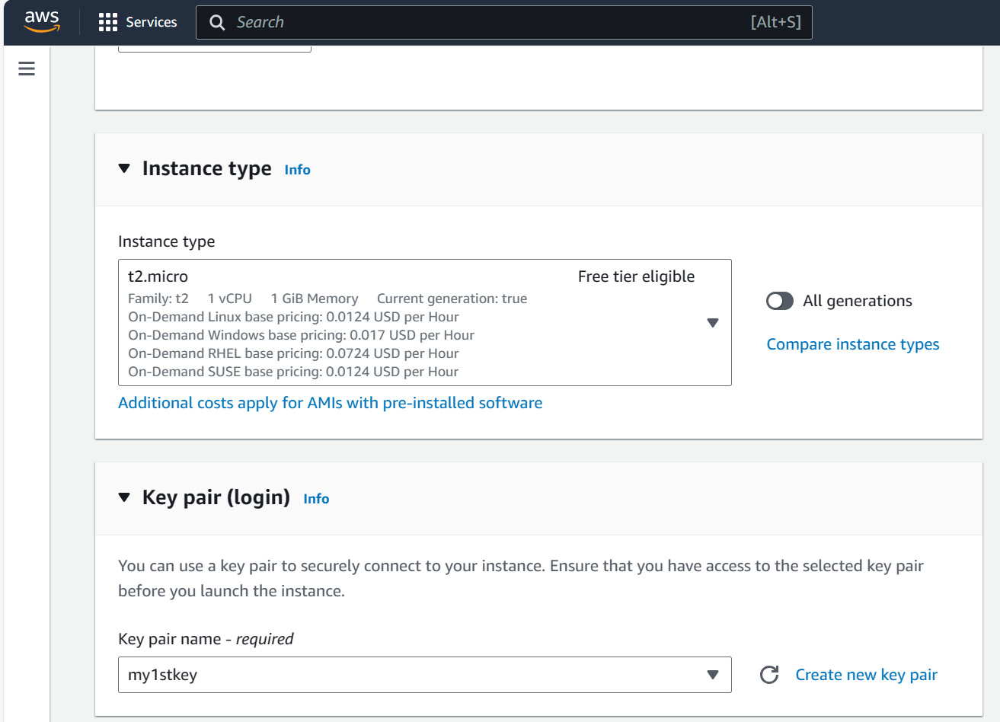 aws
Services
Search [Alt+S]
Instance type Info
Instance type
t2.micro Free tier eligible
Family: t2 1 vCPU 1 GiB Memory Current generation: true
On-Demand Linux base pricing: 0.0124 USD per Hour
On-Demand Windows base pricing: 0.017 USD per Hour
On-Demand RHEL base pricing: 0.0724 USD per Hour
On-Demand SUSE base pricing: 0.0124 USD per Hour
All generations
Compare instance types
Additional costs apply for AMIs with pre-installed software
Key pair (login) Info
You can use a key pair to securely connect to your instance. Ensure that you have access to the selected key pair
before you launch the instance.
Key pair name - required
my1stkey
Create new key pair